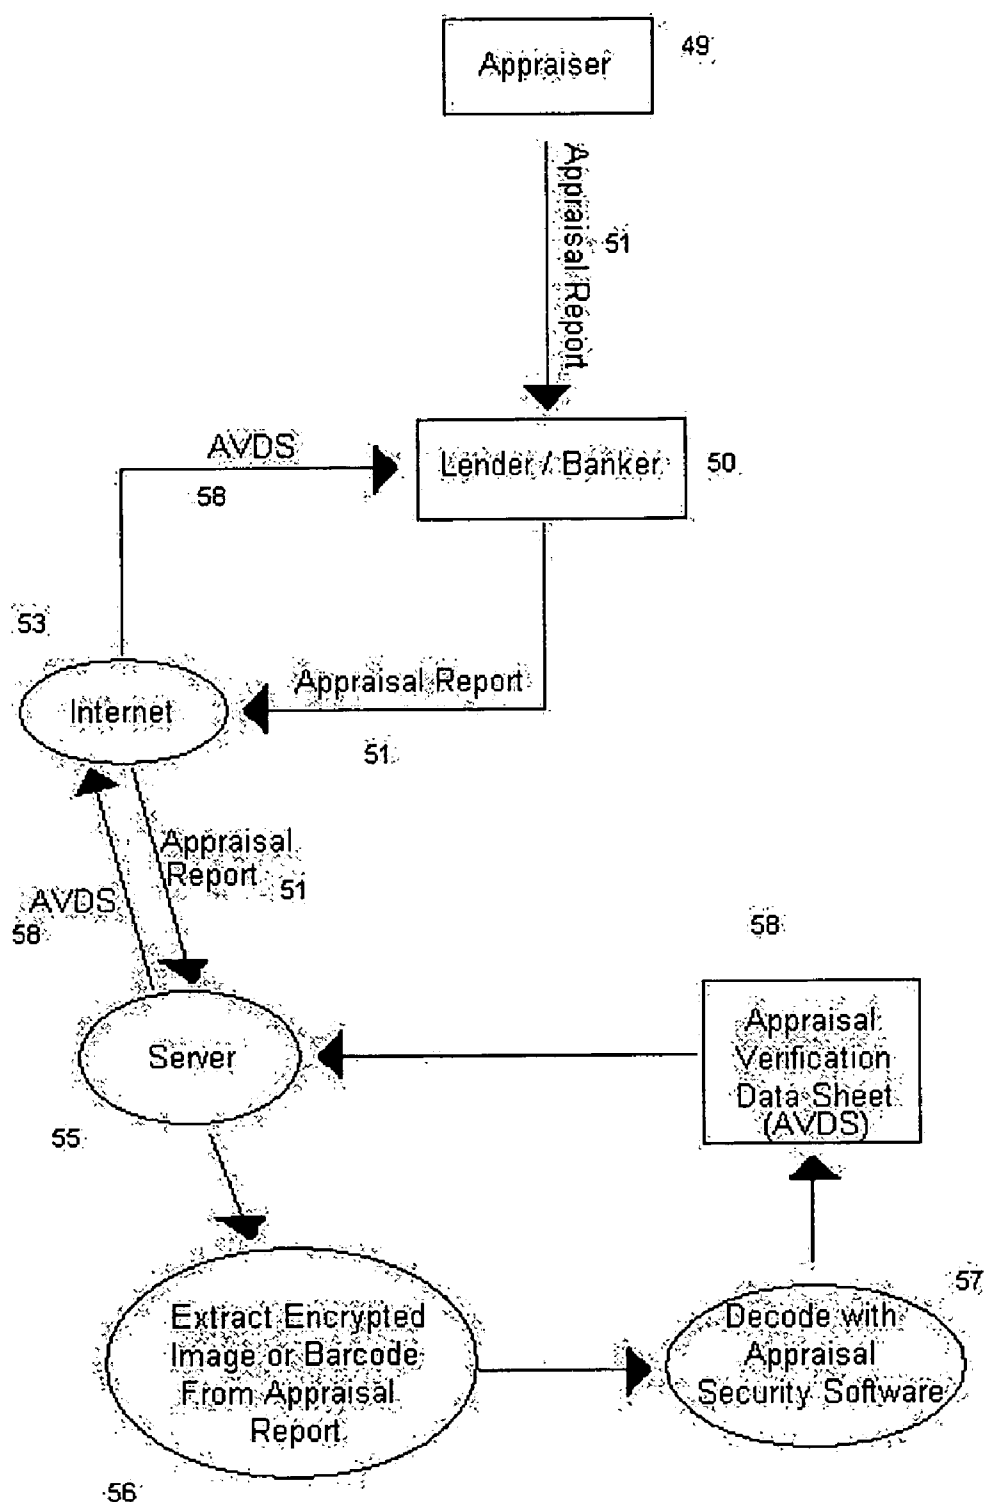 Appraiser
49
Appraisal Report
51
Lender / Banker
50
AVDS
58
53
Internet
Appraisal Report
51
Appraisal
Report
51
AVDS
58
Server
55
58
Appraisal
Verification
Data Sheet
(AVDS)
Extract Encrypted
Image or Barcode
From Appraisal
Report
56
57
Decode with
Appraisal
Security Software